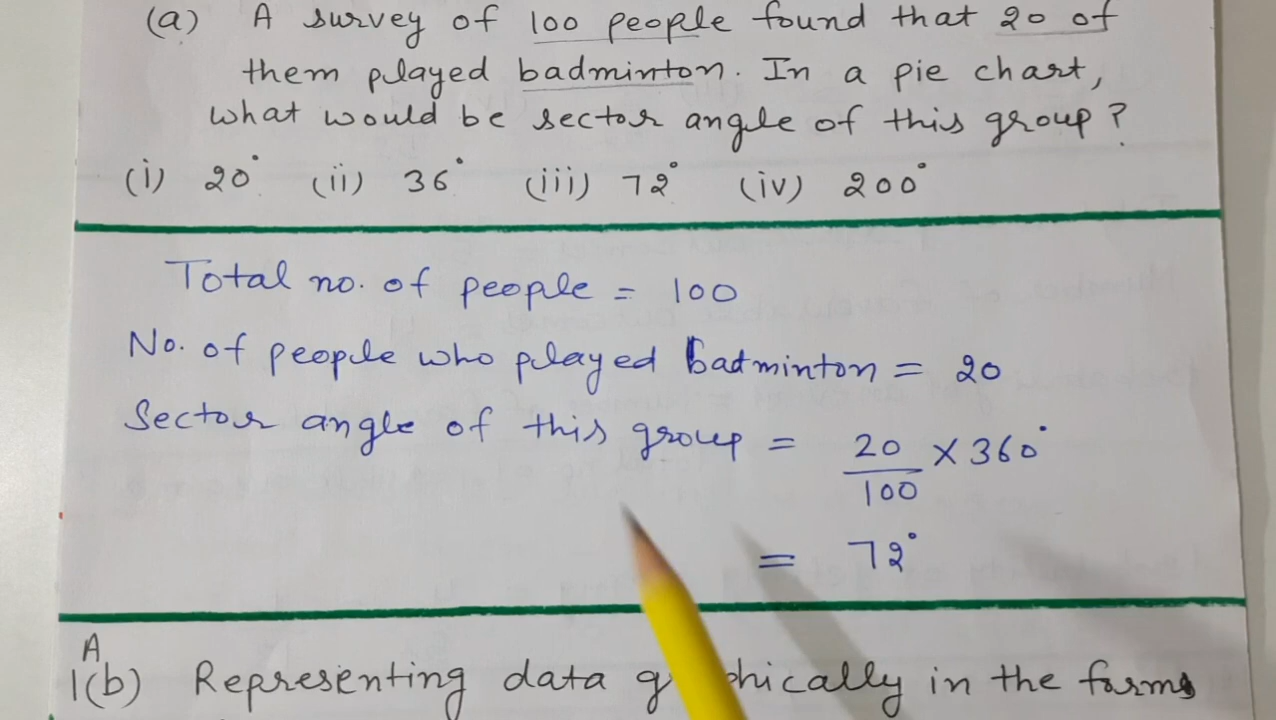 (a) A survey of 100 people found that 20 of
them played badminton. In a pie chart,
what would be sector angle of this group?
(i) 20° (ii) 36° (iii) 72° (iv) 200°
Total no. of people = 100
No. of people who played badminton = 20
Sector angle of this group = 20/100 × 360°
= 72°
A
1(b) Representing data in the forms